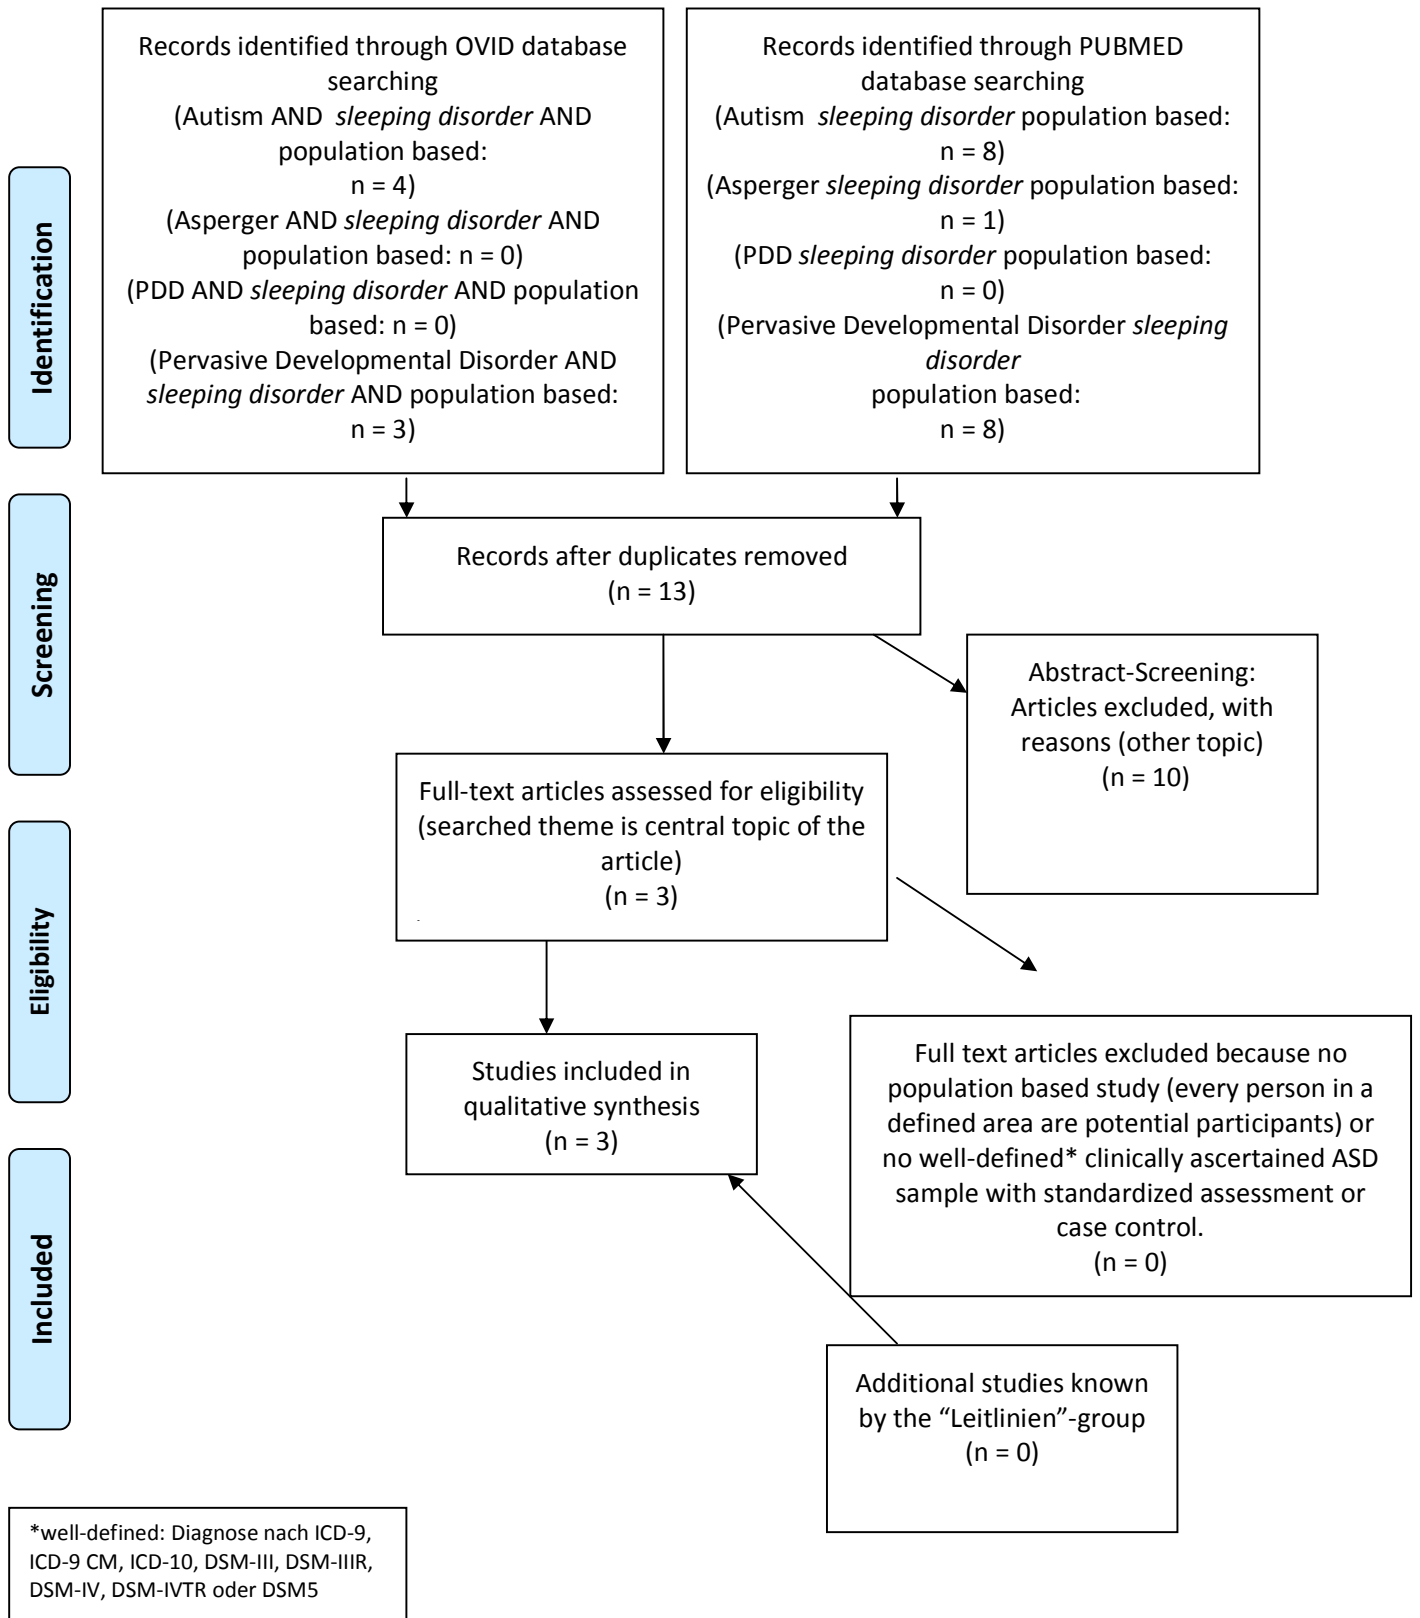 Records identified through OVID database
searching
(Autism AND sleeping disorder AND
population based:
n = 4)
(Asperger AND sleeping disorder AND
population based: n = 0)
(PDD AND sleeping disorder AND population
based: n = 0)
(Pervasive Developmental Disorder AND
sleeping disorder AND population based:
n = 3)
Records identified through PUBMED
database searching
(Autism sleeping disorder population based:
n = 8)
(Asperger sleeping disorder population based:
n = 1)
(PDD sleeping disorder population based:
n = 0)
(Pervasive Developmental Disorder sleeping
disorder
population based:
n = 8)
Identification
Records after duplicates removed
(n = 13)
Screening
Abstract-Screening:
Articles excluded, with
reasons (other topic)
(n = 10)
Full-text articles assessed for eligibility
(searched theme is central topic of the
article)
(n = 3)
Eligibility
Studies included in
qualitative synthesis
(n = 3)
Full text articles excluded because no
population based study (every person in a
defined area are potential participants) or
no well-defined* clinically ascertained ASD
sample with standardized assessment or
case control.
(n = 0)
Included
Additional studies known
by the “Leitlinien”-group
(n = 0)
*well-defined: Diagnose nach ICD-9,
ICD-9 CM, ICD-10, DSM-III, DSM-IIIR,
DSM-IV, DSM-IVTR oder DSM5